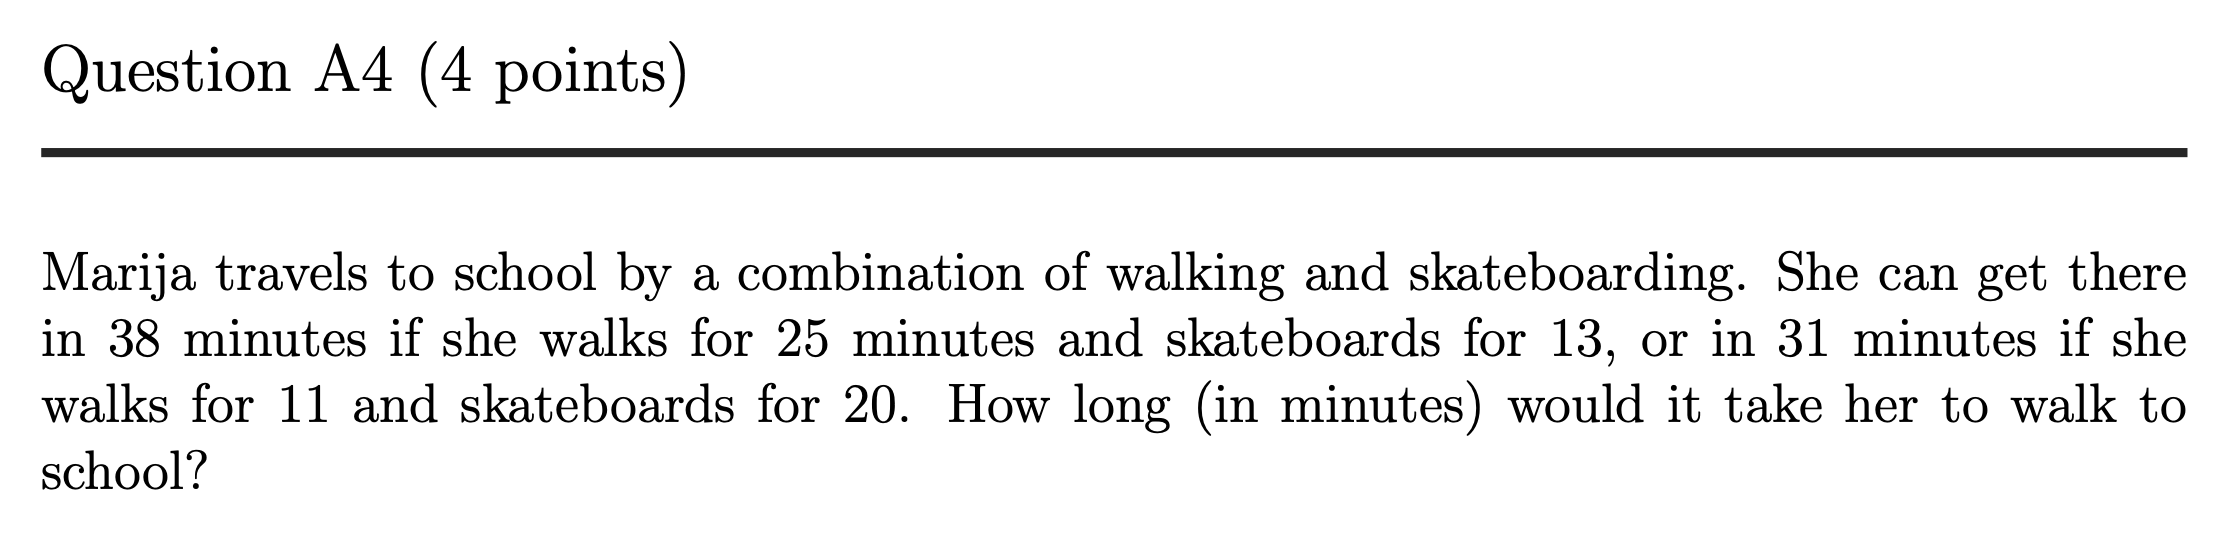 Question A4 (4 points)
Marija travels to school by a combination of walking and skateboarding. She can get there
in 38 minutes if she walks for 25 minutes and skateboards for 13, or in 31 minutes if she
walks for 11 and skateboards for 20. How long (in minutes) would it take her to walk to
school?